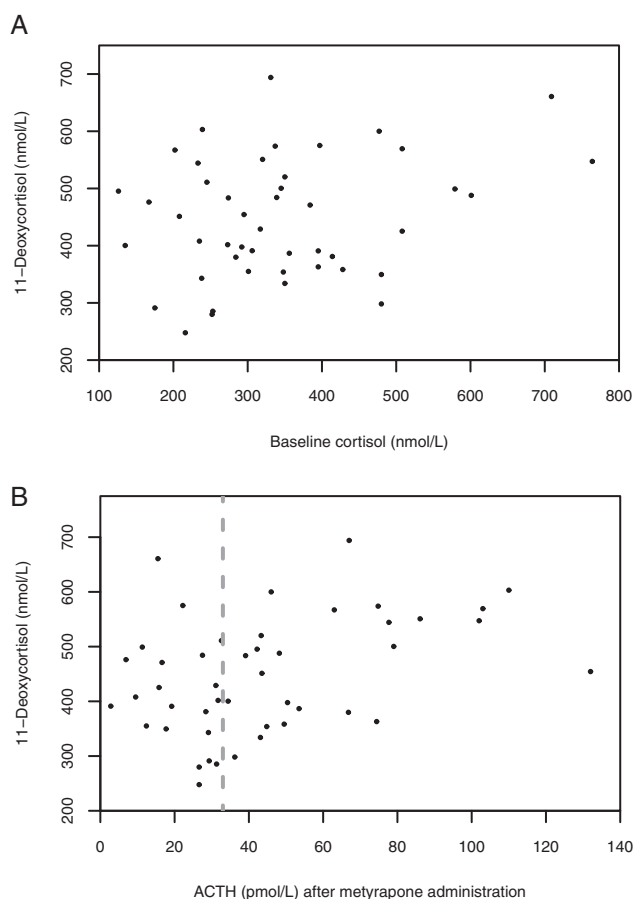 A
11−Deoxycortisol (nmol/L)
700
600
500
400
300
200
100 200 300 400 500 600 700 800
Baseline cortisol (nmol/L)
B
11−Deoxycortisol (nmol/L)
700
600
500
400
300
200
0 20 40 60 80 100 120 140
ACTH (pmol/L) after metyrapone administration